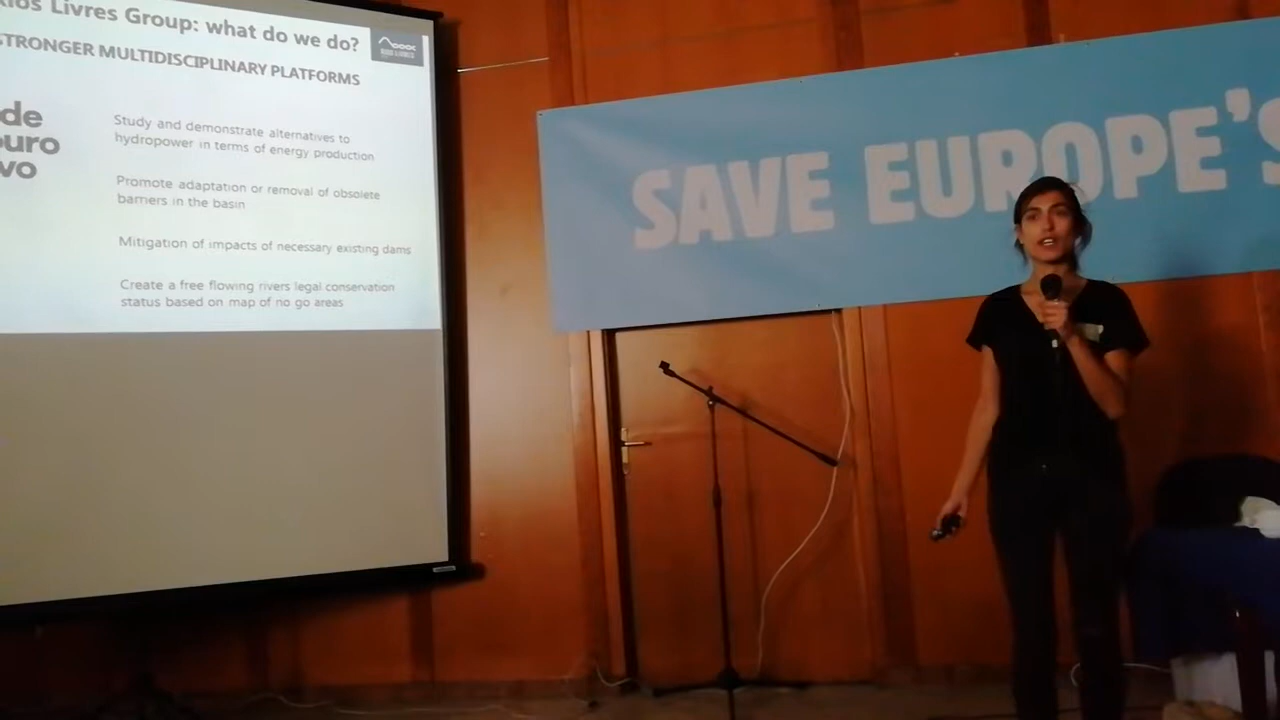 Rios Livres Group: what do we do?
STRONGER MULTIDISCIPLINARY PLATFORMS
de
ouro
vo
Study and demonstrate alternatives to
hydropower in terms of energy production
Promote adaptation or removal of obsolete
barriers in the basin
Mitigation of impacts of necessary existing dams
Create a free flowing rivers legal conservation
status based on map of no go areas
SAVE EUROPE'S